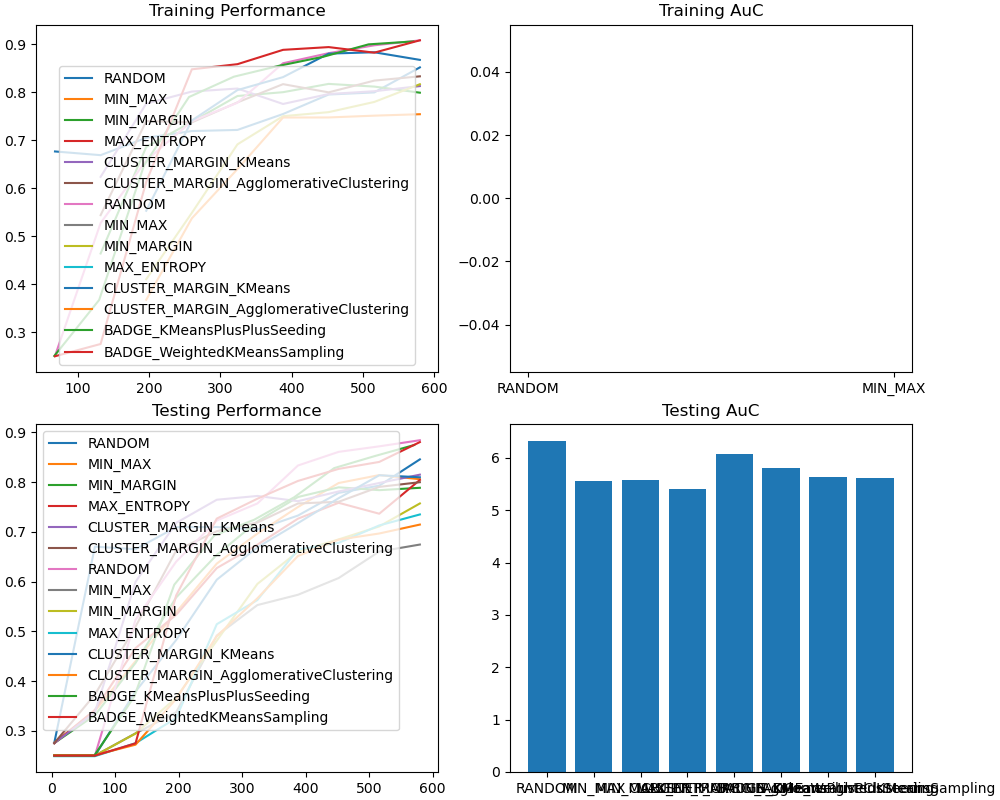 Training Performance
0.9
0.8
0.7
0.6
0.5
0.4
0.3
RANDOM
MIN_MAX
MIN_MARGIN
MAX_ENTROPY
CLUSTER_MARGIN_KMeans
CLUSTER_MARGIN_AgglomerativeClustering
RANDOM
MIN_MAX
MIN_MARGIN
MAX_ENTROPY
CLUSTER_MARGIN_KMeans
CLUSTER_MARGIN_AgglomerativeClustering
BADGE_KMeansPlusPlusSeeding
BADGE_WeightedKMeansSampling
100 200 300 400 500 600
Training AuC
0.04
0.02
0.00
−0.02
−0.04
RANDOM MIN_MAX
Testing Performance
0.9
0.8
0.7
0.6
0.5
0.4
0.3
RANDOM
MIN_MAX
MIN_MARGIN
MAX_ENTROPY
CLUSTER_MARGIN_KMeans
CLUSTER_MARGIN_AgglomerativeClustering
RANDOM
MIN_MAX
MIN_MARGIN
MAX_ENTROPY
CLUSTER_MARGIN_KMeans
CLUSTER_MARGIN_AgglomerativeClustering
BADGE_KMeansPlusPlusSeeding
BADGE_WeightedKMeansSampling
0 100 200 300 400 500 600
Testing AuC
6
5
4
3
2
1
0
RANDOM